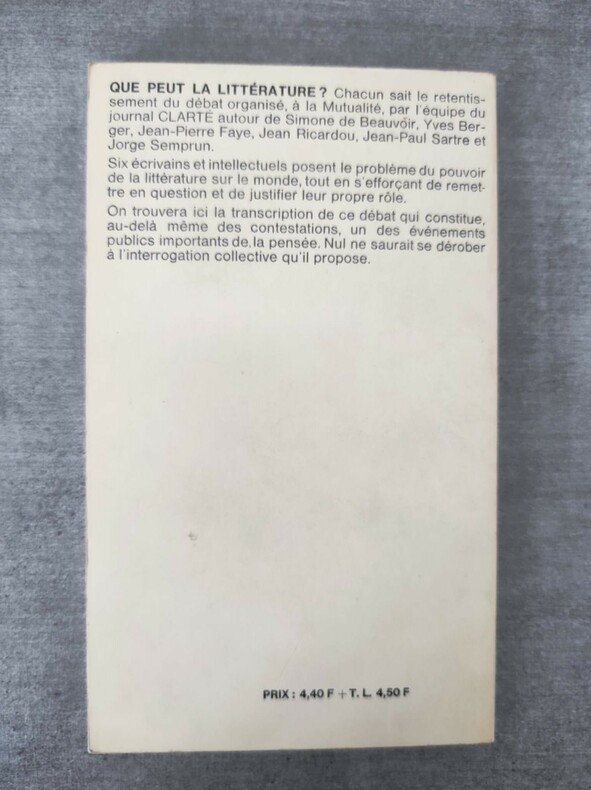 QUE PEUT LA LITTÉRATURE ? Chacun sait le retentis-
sement du débat organisé, à la Mutualité, par l'équipe du
journal CLARTÉ autour de Simone de Beauvoir, Yves Ber-
ger, Jean-Pierre Faye, Jean Ricardou, Jean-Paul Sartre et
Jorge Semprun.
Six écrivains et intellectuels posent le problème du pouvoir
de la littérature sur le monde, tout en s'efforçant de remet-
tre en question et de justifier leur propre rôle.
On trouvera ici la transcription de ce débat qui constitue,
au-delà même des contestations, un des événements
publics importants de la pensée. Nul ne saurait se dérober
à l'interrogation collective qu'il propose.
PRIX : 4,40 F + T. L. 4,50 F